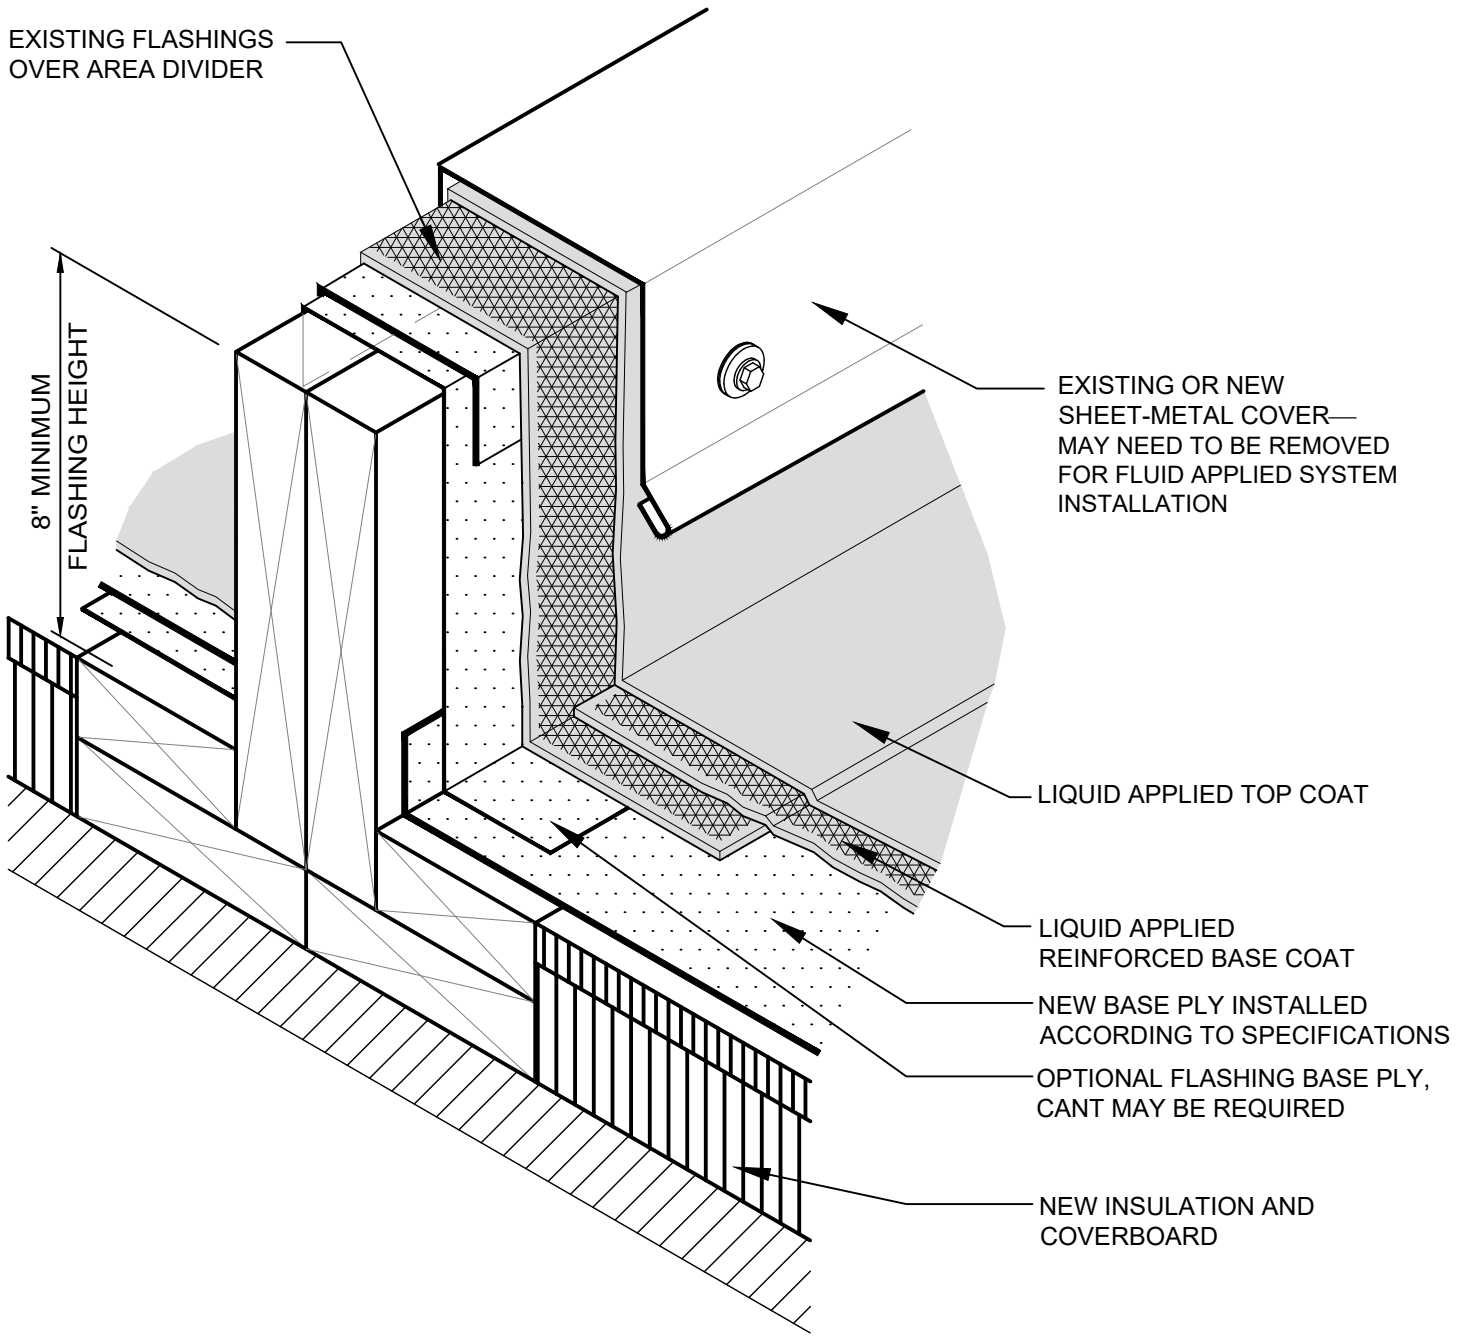 EXISTING FLASHINGS
OVER AREA DIVIDER
8" MINIMUM
FLASHING HEIGHT
EXISTING OR NEW
SHEET-METAL COVER—
MAY NEED TO BE REMOVED
FOR FLUID APPLIED SYSTEM
INSTALLATION
LIQUID APPLIED TOP COAT
LIQUID APPLIED
REINFORCED BASE COAT
NEW BASE PLY INSTALLED
ACCORDING TO SPECIFICATIONS
OPTIONAL FLASHING BASE PLY,
CANT MAY BE REQUIRED
NEW INSULATION AND
COVERBOARD